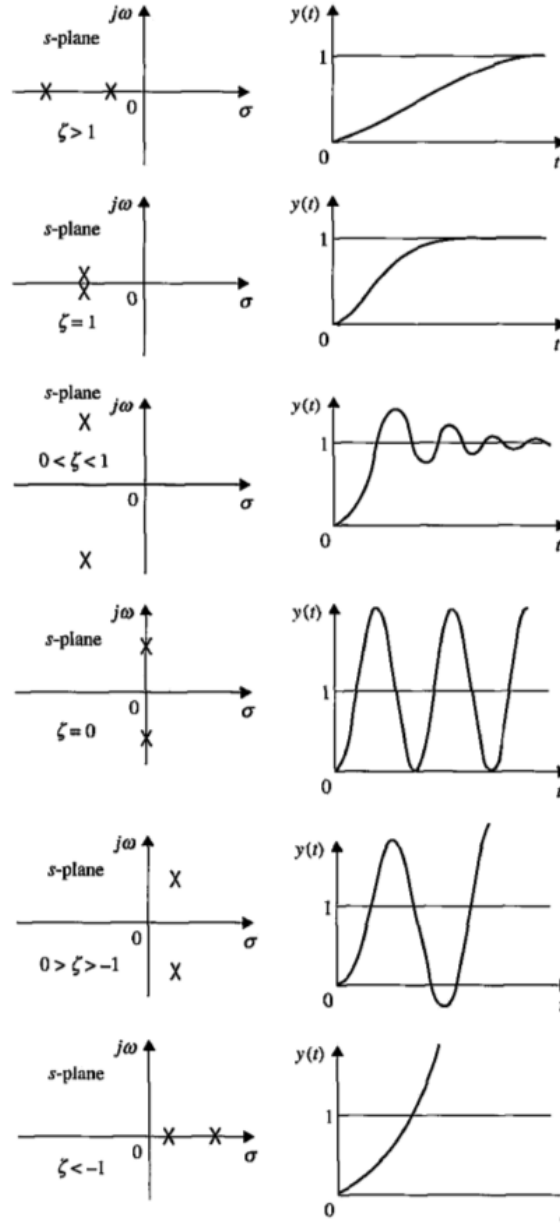 jω
y(t)
s-plane
1
0
σ
ζ > 1
0
t
jω
y(t)
s-plane
1
0
σ
ζ = 1
0
t
s-plane
jω
y(t)
0 < ζ < 1
1
0
σ
0
t
jω
y(t)
s-plane
1
0
σ
ζ = 0
0
jω
y(t)
s-plane
1
0
σ
0 > ζ > −1
0
jω
y(t)
s-plane
1
0
σ
ζ < −1
0